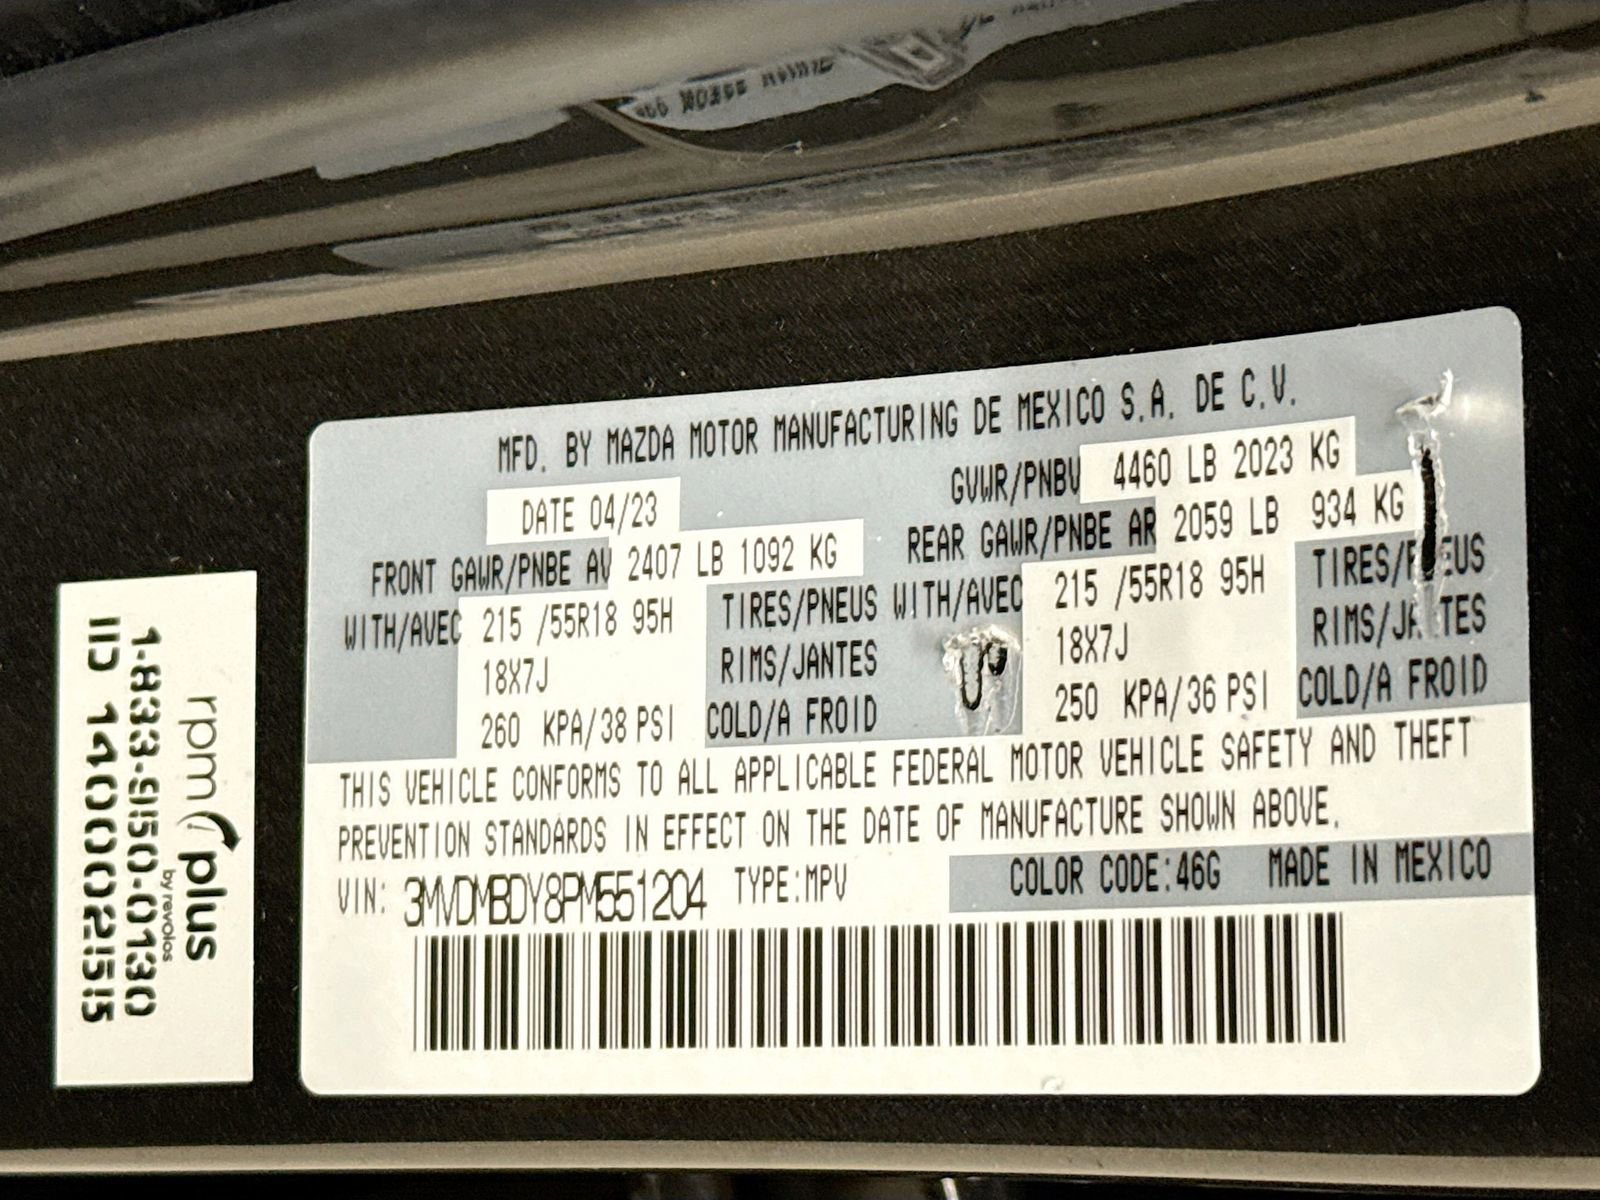 MFD. BY MAZDA MOTOR MANUFACTURING DE MEXICO S.A. DE C.V.
DATE 04/23
GVWR/PNBV 4460 LB 2023 KG
FRONT GAWR/PNBE AV 2407 LB 1092 KG
REAR GAWR/PNBE AR 2059 LB 934 KG
WITH/AVEC 215 /55R18 95H TIRES/PNEUS
18X7J RIMS/JANTES
260 KPA/38 PSI COLD/A FROID
WITH/AVEC 215 /55R18 95H TIRES/PNEUS
18X7J RIMS/JANTES
250 KPA/36 PSI COLD/A FROID
THIS VEHICLE CONFORMS TO ALL APPLICABLE FEDERAL MOTOR VEHICLE SAFETY AND THEFT
PREVENTION STANDARDS IN EFFECT ON THE DATE OF MANUFACTURE SHOWN ABOVE.
VIN: 3MVDMBDY8PM551204 TYPE:MPV
COLOR CODE:46G MADE IN MEXICO
rpm plus
by revolos
1-833-950-0130
ID 14000255